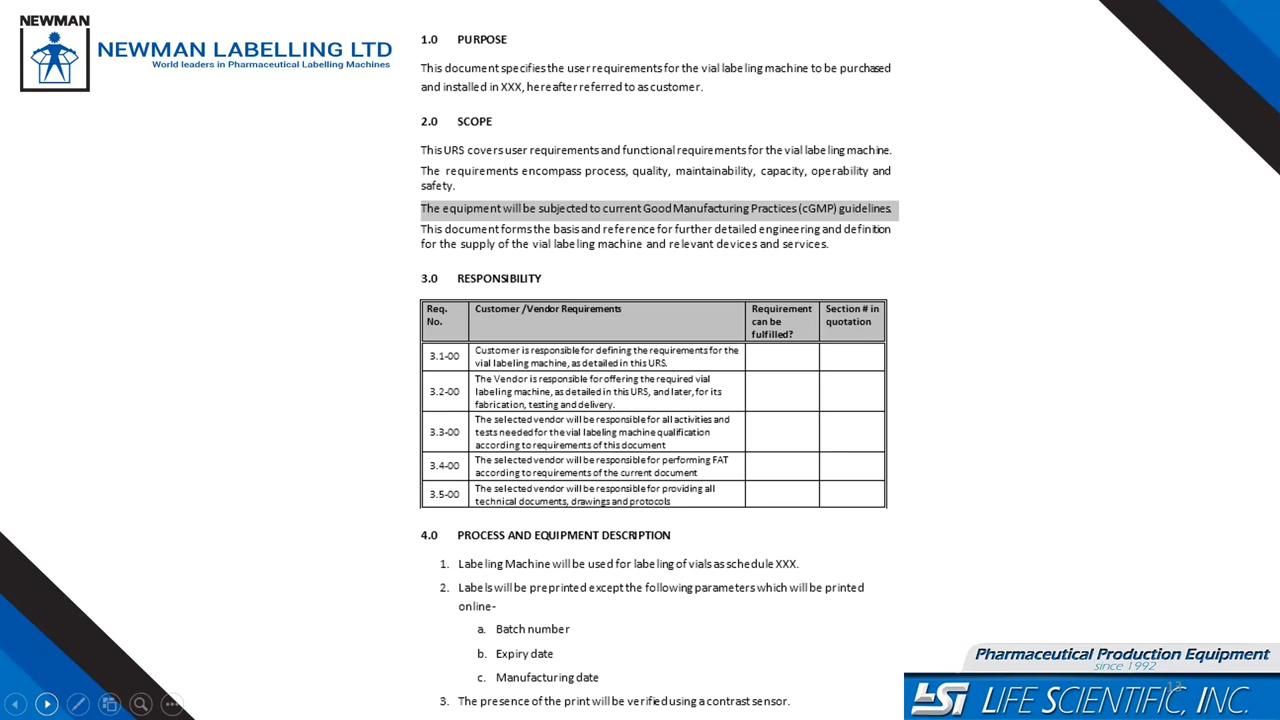 NEWMAN
NEWMAN LABELLING LTD
World leaders in Pharmaceutical Labelling Machines
1.0 PURPOSE
This document specifies the user requirements for the vial labeling machine to be purchased
and installed in XXX, hereafter referred to as customer.
2.0 SCOPE
This URS covers user requirements and functional requirements for the vial labeling machine.
The requirements encompass process, quality, maintainability, capacity, operability and
safety.
The equipment will be subjected to current Good Manufacturing Practices (cGMP) guidelines.
This document forms the basis and reference for further detailed engineering and definition
for the supply of the vial labeling machine and relevant devices and services.
3.0 RESPONSIBILITY
Req. Customer /Vendor Requirements Requirement Section # in
No. can be quotation
fulfilled?
3.1-00 Customer is responsible for defining the requirements for the
vial labeling machine, as detailed in this URS.
3.2-00 The Vendor is responsible for offering the required vial
labeling machine, as detailed in this URS, and later, for its
fabrication, testing and delivery.
3.3-00 The selected vendor will be responsible for all activities and
tests needed for the vial labeling machine qualification
according to requirements of this document
3.4-00 The selected vendor will be responsible for performing FAT
according to requirements of the current document
3.5-00 The selected vendor will be responsible for providing all
technical documents, drawings and protocols
4.0 PROCESS AND EQUIPMENT DESCRIPTION
1. Labeling Machine will be used for labeling of vials as schedule XXX.
2. Labels will be preprinted except the following parameters which will be printed
online-
a. Batch number
b. Expiry date
c. Manufacturing date
3. The presence of the print will be verified using a contrast sensor.
Pharmaceutical Production Equipment
since 1992
13
LSI LIFE SCIENTIFIC, INC.